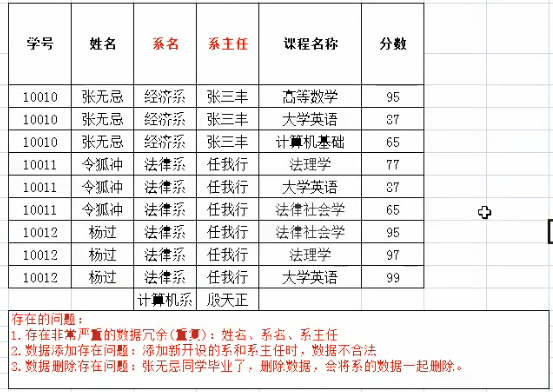 学号 姓名 系名 系主任 课程名称 分数
10010 张无忌 经济系 张三丰 高等数学 95
10010 张无忌 经济系 张三丰 大学英语 87
10010 张无忌 经济系 张三丰 计算机基础 65
10011 令狐冲 法律系 任我行 法理学 77
10011 令狐冲 法律系 任我行 大学英语 87
10011 令狐冲 法律系 任我行 法律社会学 65
10012 杨过 法律系 任我行 法律社会学 95
10012 杨过 法律系 任我行 法理学 97
10012 杨过 法律系 任我行 大学英语 99
计算机系 殷天正
存在的问题：
1.存在非常严重的数据冗余(重复)：姓名、系名、系主任
2.数据添加存在问题：添加新开设的系和系主任时，数据不合法
3.数据删除存在问题：张无忌同学毕业了，删除数据，会将系的数据一起删除。